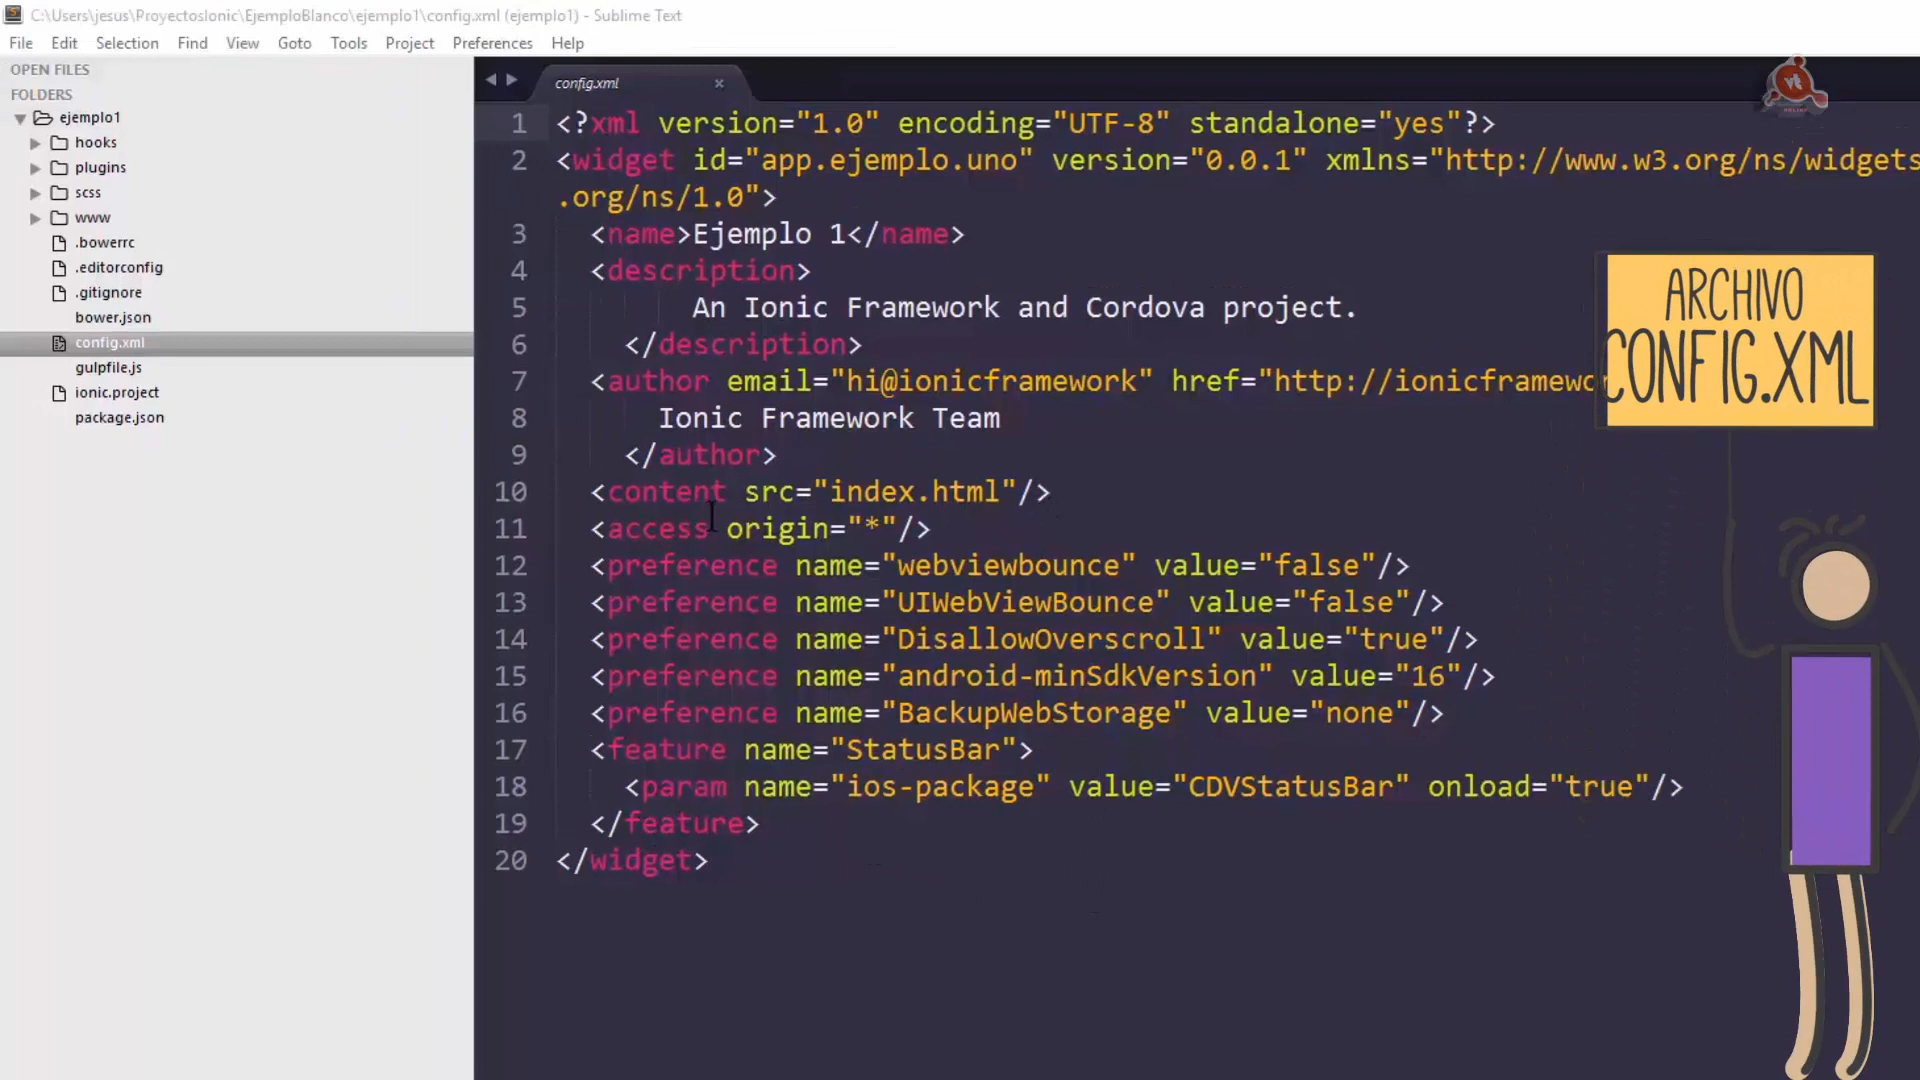 C:\Users\jesus\ProyectosIonic\EjemploBlanco\ejemplo1\config.xml (ejemplo1) - Sublime Text
File Edit Selection Find View Goto Tools Project Preferences Help
OPEN FILES
FOLDERS
ejemplo1
hooks
plugins
scss
www
.bowerrc
.editorconfig
.gitignore
bower.json
config.xml
gulpfile.js
ionic.project
package.json
config.xml
1 <?xml version="1.0" encoding="UTF-8" standalone="yes"?>
2 <widget id="app.ejemplo.uno" version="0.0.1" xmlns="http://www.w3.org/ns/widgets
.org/ns/1.0">
3 <name>Ejemplo 1</name>
4 <description>
5 An Ionic Framework and Cordova project.
6 </description>
7 <author email="hi@ionicframework" href="http://ionicframewo
8 Ionic Framework Team
9 </author>
10 <content src="index.html"/>
11 <access origin="*"/>
12 <preference name="webviewbounce" value="false"/>
13 <preference name="UIWebViewBounce" value="false"/>
14 <preference name="DisallowOverscroll" value="true"/>
15 <preference name="android-minSdkVersion" value="16"/>
16 <preference name="BackupWebStorage" value="none"/>
17 <feature name="StatusBar">
18 <param name="ios-package" value="CDVStatusBar" onload="true"/>
19 </feature>
20 </widget>
ARCHIVO
CONFIG.XML
vt